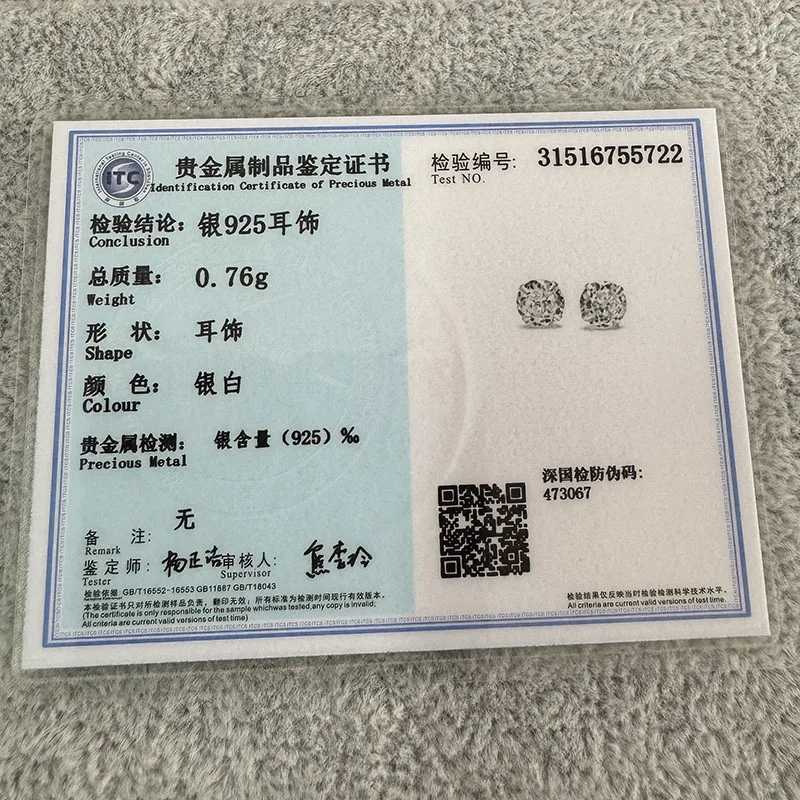 ITC
贵金属制品鉴定证书
Identification Certificate of Precious Metal
检验编号: 31516755722
Test NO.
检验结论: 银925耳饰
Conclusion
总质量: 0.76g
Weight
形 状: 耳饰
Shape
颜 色: 银白
Colour
贵金属检测: 银含量（925）‰
Precious Metal
深国检防伪码:
473067
备 注: 无
Remark
鉴定师: 杨正浩 审核人:
Tester Supervisor
检验依据: GB/T16552-16553 GB11887 GB/T18043
本检验证书只对所检测样品负责，翻印无效；所有标准为检测时间现行有效版本。
(The certificate is only responsible for the sample whichwas tested,any copy is invalid;
All criteria are current valid versions of test time)
检验结果仅反映当时检验检测科学技术水平。
All criteria are current valid versions of test time.